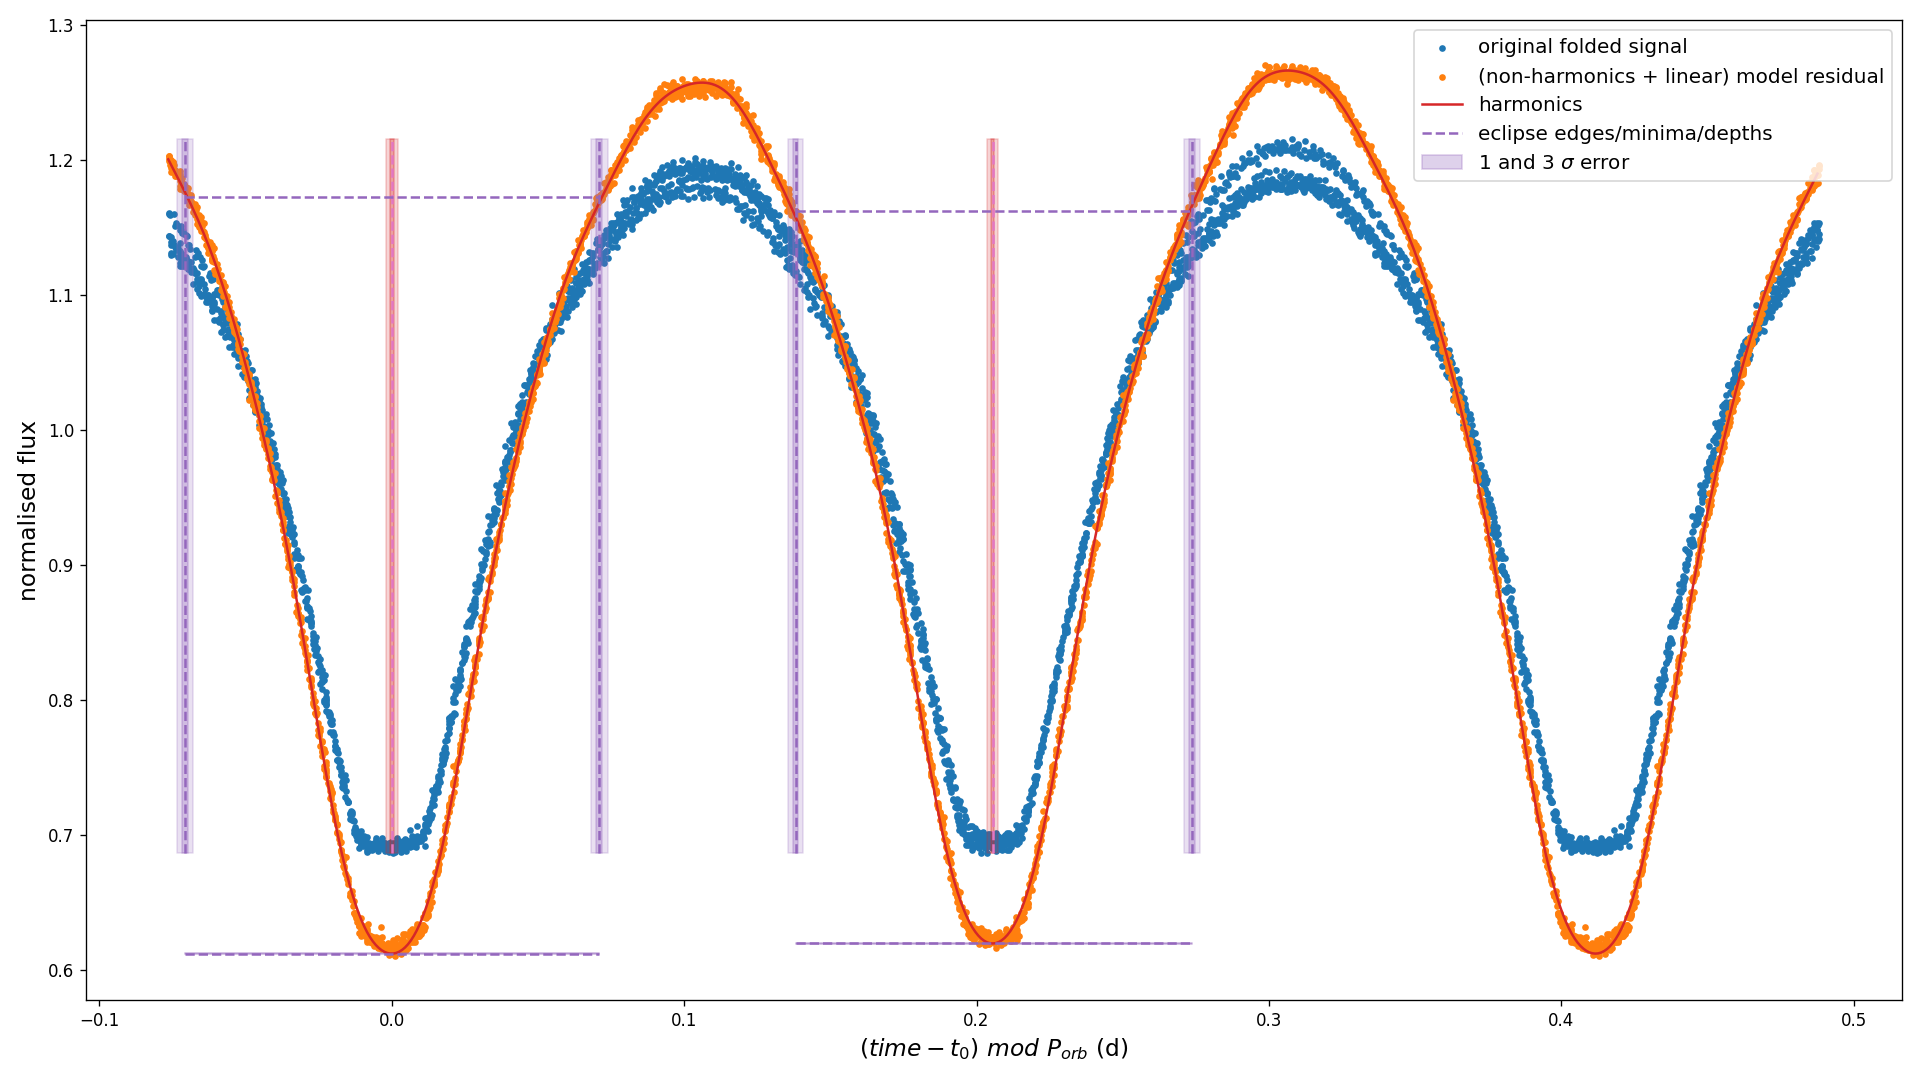 original folded signal
(non-harmonics + linear) model residual
harmonics
eclipse edges/minima/depths
1 and 3 σ error
normalised flux
1.3
1.2
1.1
1.0
0.9
0.8
0.7
0.6
−0.1 0.0 0.1 0.2 0.3 0.4 0.5
(time − t₀) mod Pₒᵣb (d)